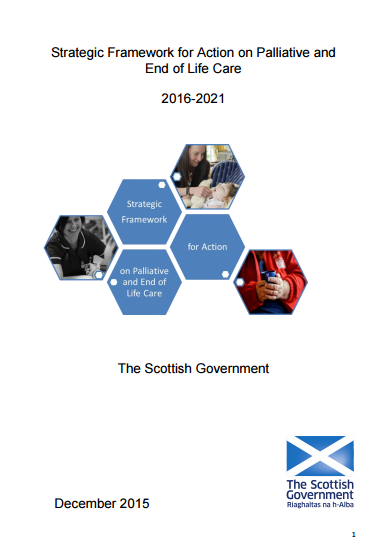 Strategic Framework for Action on Palliative and
End of Life Care
2016-2021
Strategic
Framework
for Action
on Palliative
and End of
Life Care
The Scottish Government
The Scottish
Government
Riaghaltas na h-Alba
December 2015
1